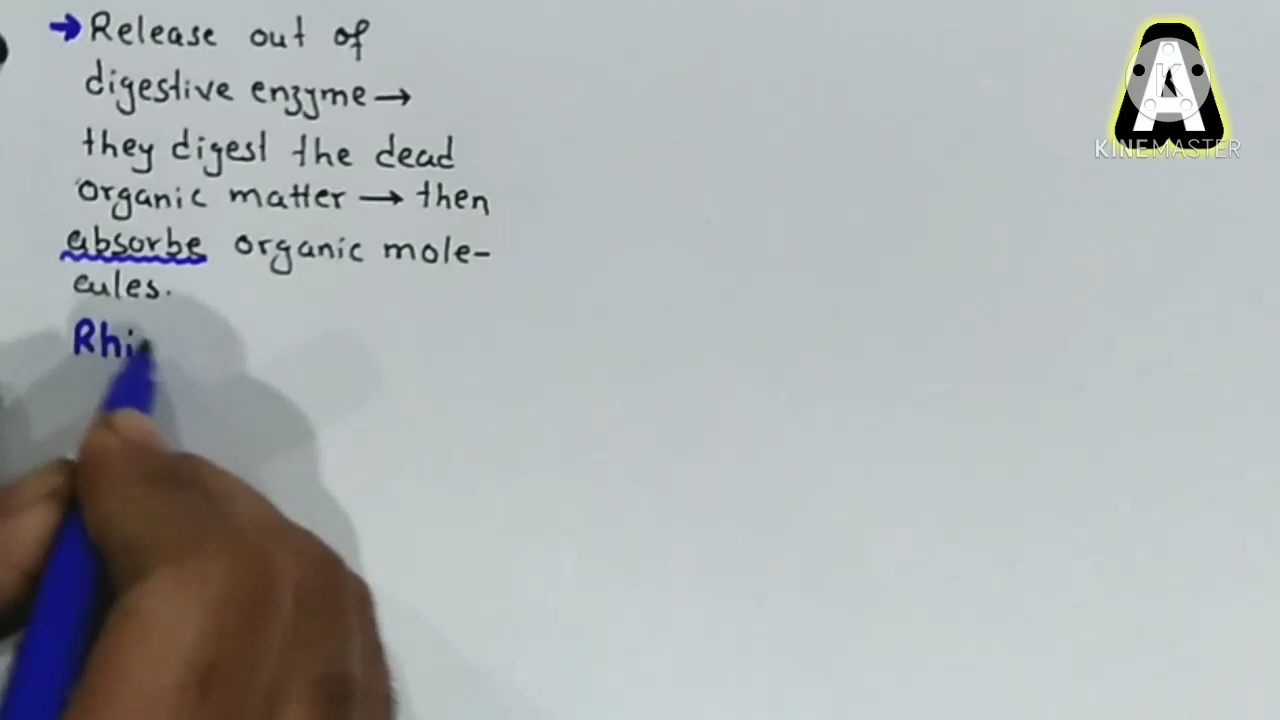 → Release out of
digestive enzyme →
they digest the dead
organic matter → then
absorbe organic mole-
cules.
Rhi
A
K
KINEMASTER